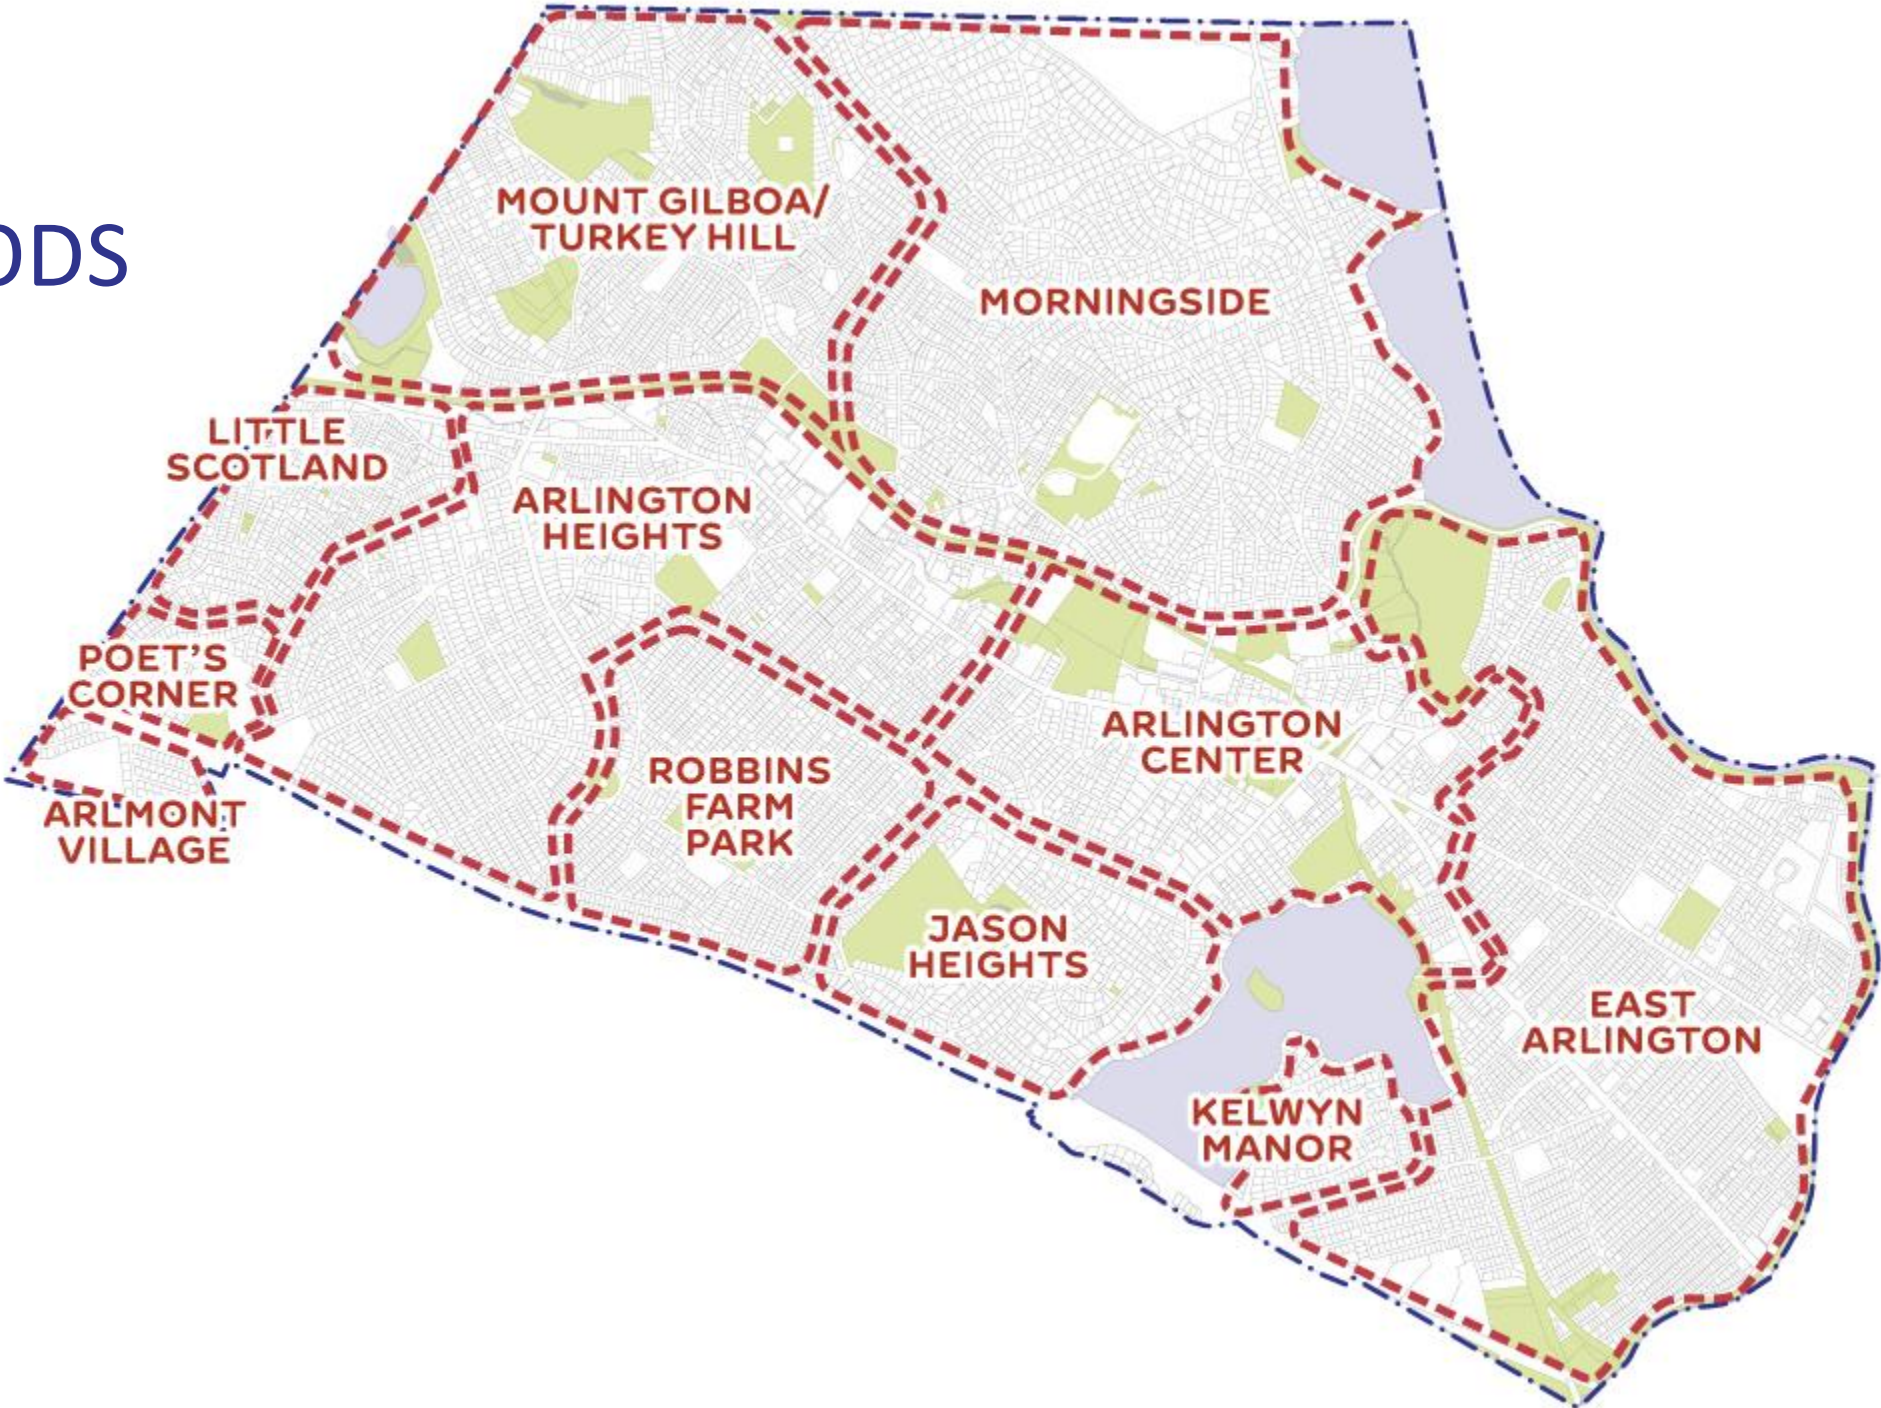 ODS
MOUNT GILBOA/
TURKEY HILL
MORNINGSIDE
LITTLE
SCOTLAND
ARLINGTON
HEIGHTS
POET'S
CORNER
ARLINGTON
CENTER
ROBBINS
FARM
PARK
ARLMONT
VILLAGE
JASON
HEIGHTS
EAST
ARLINGTON
KELWYN
MANOR